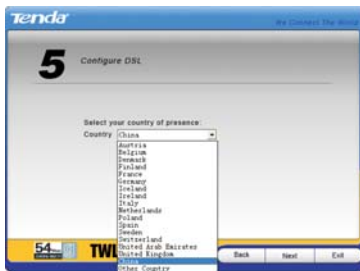 Tenda
We Connect The World
5
Configure DSL
Select your country of presence:
Country China
Austria
Belgium
Denmark
Finland
France
Germany
Iceland
Ireland
Italy
Netherlands
Poland
Spain
Sweden
Switzerland
United Arab Emirates
United Kingdom
China
Other Country
54
TW
Back
Next
Exit